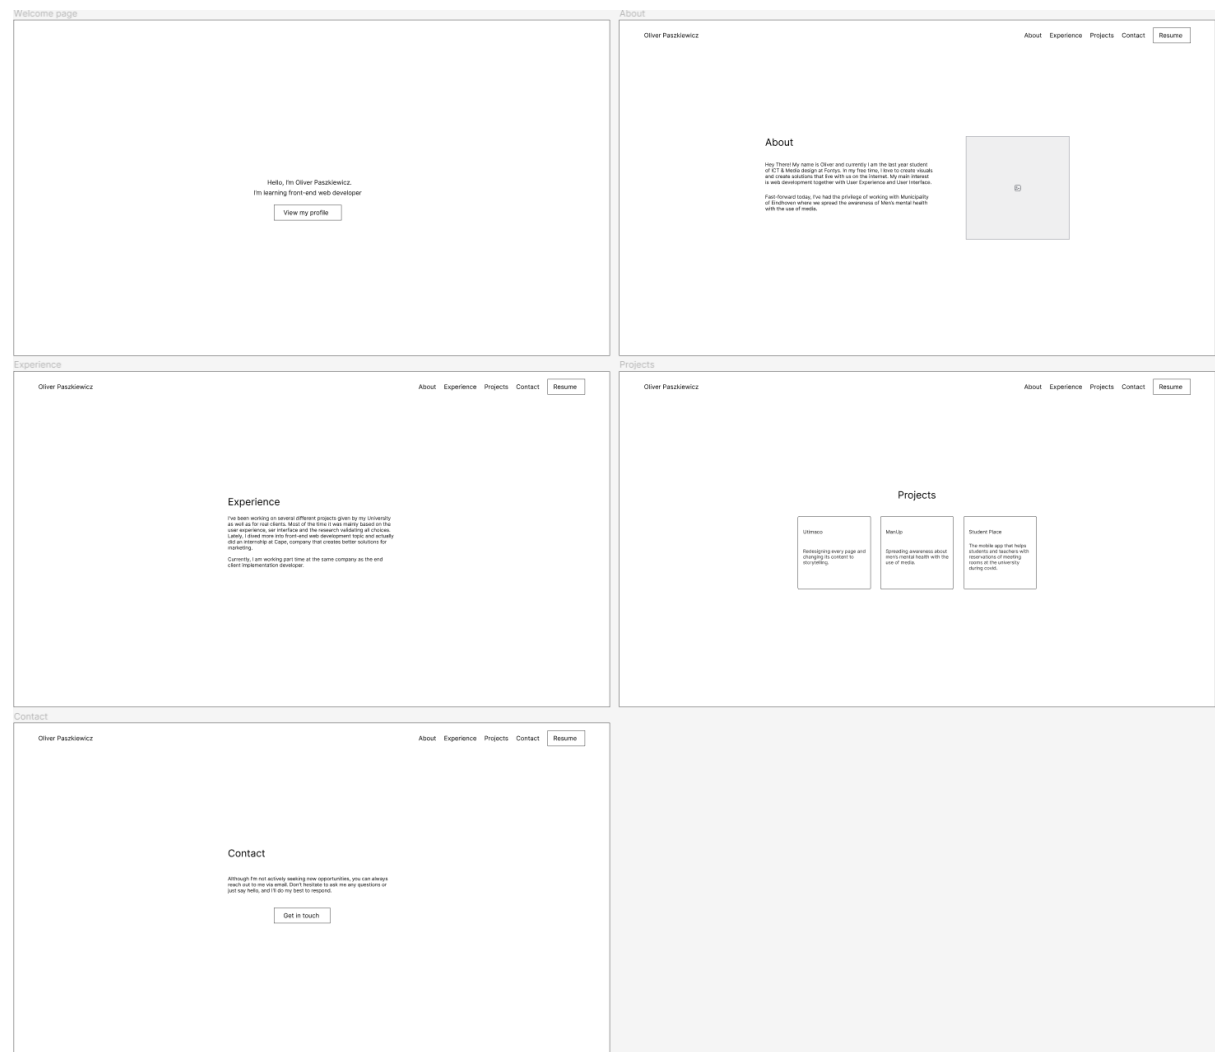 Welcome page
Hello, I'm Oliver Paszkiewicz.
I'm learning front-end web developer
View my profile
About
Oliver Paszkiewicz
About Experience Projects Contact Resume
About
Hey There! My name is Oliver and currently I am the last year student
of ICT & Media design at Fontys. In my free time, I love to create visuals
and create solutions that live with us on the internet. My main interest
is web development together with User Experience and User Interface.
Fast-forward today, I've had the privilege of working with Municipality
of Eindhoven where we spread the awareness of Men's mental health
with the use of media.
Experience
Oliver Paszkiewicz
About Experience Projects Contact Resume
Experience
I've been working on several different projects given by my University
as well as for real clients. Most of the time it was mainly based on the
user experience, ser interface and the research validating all choices.
Lately, I dived more into front-end web development topic and actually
did an internship at Cape, company that creates better solutions for
marketing.
Currently, I am working part time at the same company as the end
client implementation developer.
Projects
Oliver Paszkiewicz
About Experience Projects Contact Resume
Projects
Utimaco
Redesigning every page and
changing its content to
storytelling.
ManUp
Spreading awareness about
men's mental health with the
use of media.
Student Place
The mobile app that helps
students and teachers with
reservations of meeting
rooms at the university
during covid.
Contact
Oliver Paszkiewicz
About Experience Projects Contact Resume
Contact
Although I'm not actively seeking new opportunities, you can always
reach out to me via email. Don't hesitate to ask me any questions or
just say hello, and I'll do my best to respond.
Get in touch